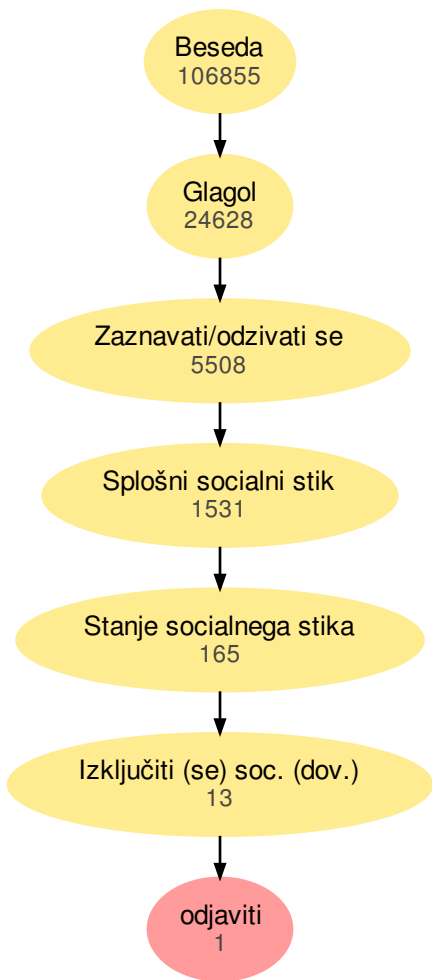 Beseda
106855
Glagol
24628
Zaznavati/odzivati se
5508
Splošni socialni stik
1531
Stanje socialnega stika
165
Izključiti (se) soc. (dov.)
13
odjaviti
1